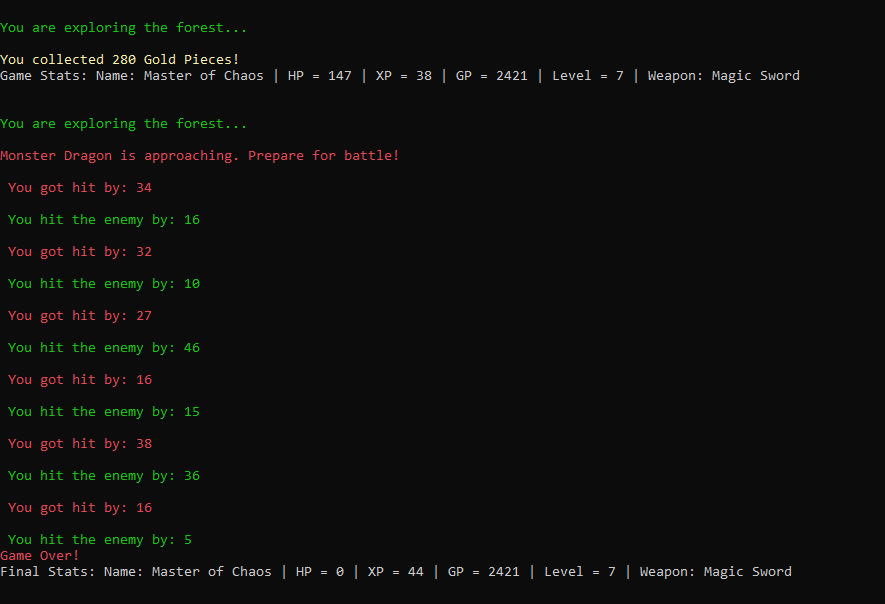 You are exploring the forest...
You collected 280 Gold Pieces!
Game Stats: Name: Master of Chaos | HP = 147 | XP = 38 | GP = 2421 | Level = 7 | Weapon: Magic Sword
You are exploring the forest...
Monster Dragon is approaching. Prepare for battle!
You got hit by: 34
You hit the enemy by: 16
You got hit by: 32
You hit the enemy by: 10
You got hit by: 27
You hit the enemy by: 46
You got hit by: 16
You hit the enemy by: 15
You got hit by: 38
You hit the enemy by: 36
You got hit by: 16
You hit the enemy by: 5
Game Over!
Final Stats: Name: Master of Chaos | HP = 0 | XP = 44 | GP = 2421 | Level = 7 | Weapon: Magic Sword